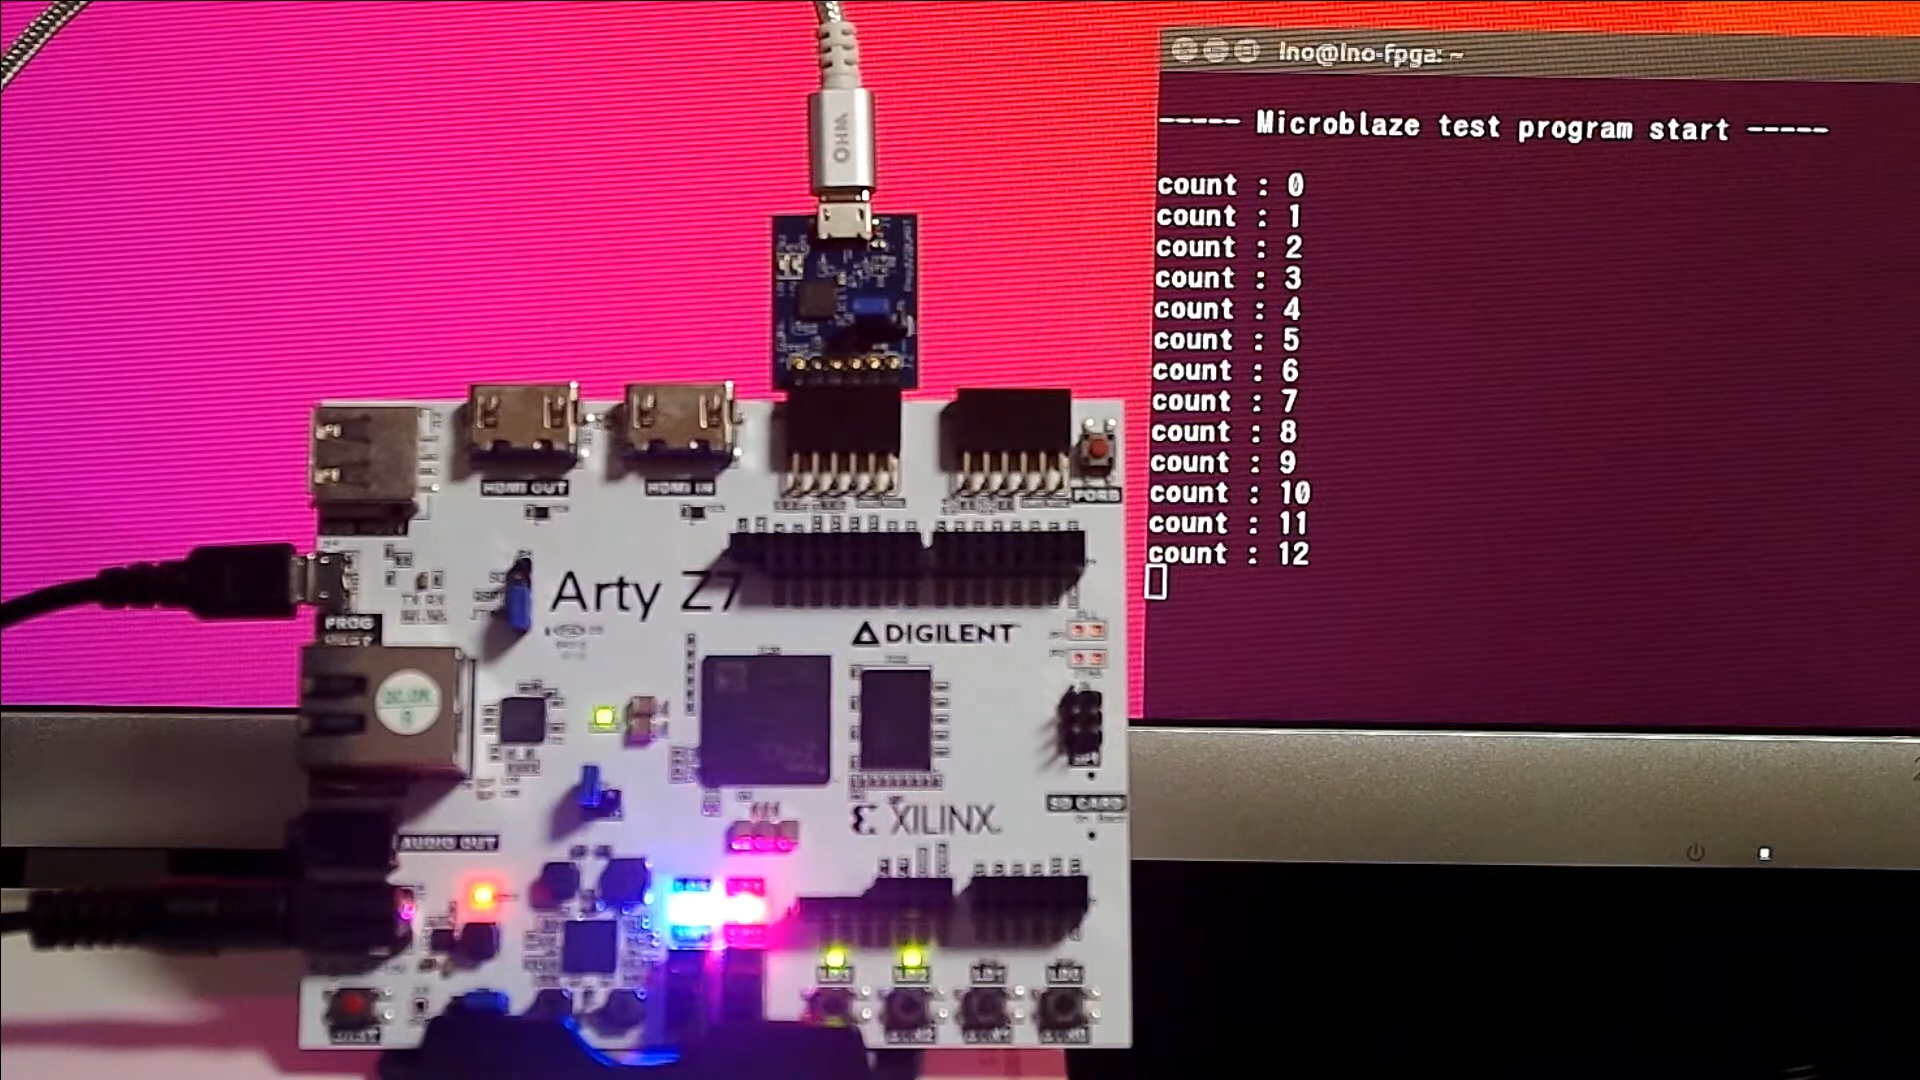 lno@lno-fpga: ~
----- Microblaze test program start -----
count : 0
count : 1
count : 2
count : 3
count : 4
count : 5
count : 6
count : 7
count : 8
count : 9
count : 10
count : 11
count : 12
WHO
HDMI OUT
HDMI IN
PORB
Arty Z7
DIGILENT
PROG
XILINX
SD CARD
AUDIO OUT